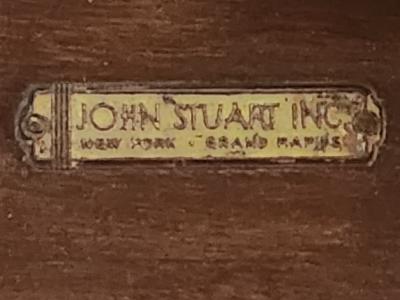 JOHN STUART INC.
NEW YORK · GRAND RAPIDS